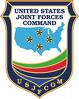 UNITED STATES
JOINT FORCES
COMMAND
USJFCOM